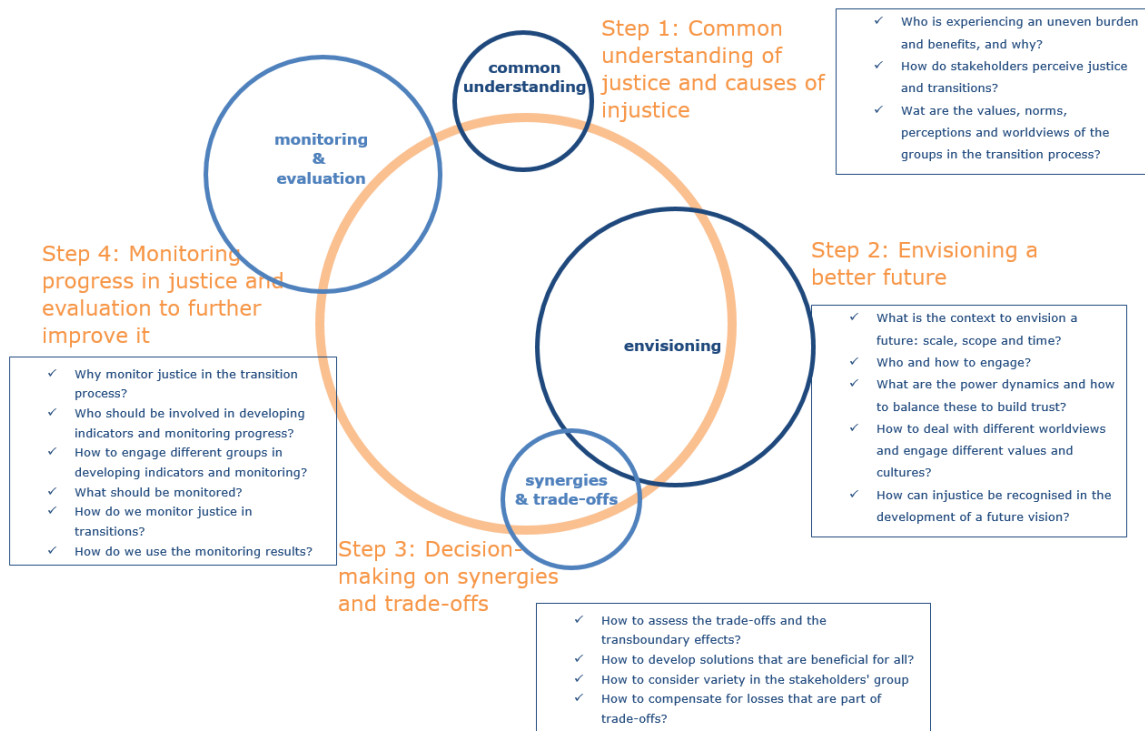 Step 1: Common
understanding of
justice and causes of
injustice
✓ Who is experiencing an uneven burden
and benefits, and why?
✓ How do stakeholders perceive justice
and transitions?
✓ Wat are the values, norms,
perceptions and worldviews of the
groups in the transition process?
common
understanding
monitoring
&
evaluation
Step 2: Envisioning a
better future
✓ What is the context to envision a
future: scale, scope and time?
✓ Who and how to engage?
✓ What are the power dynamics and how
to balance these to build trust?
✓ How to deal with different worldviews
and engage different values and
cultures?
✓ How can injustice be recognised in the
development of a future vision?
envisioning
synergies
& trade-offs
Step 3: Decision-
making on synergies
and trade-offs
✓ How to assess the trade-offs and the
transboundary effects?
✓ How to develop solutions that are beneficial for all?
✓ How to consider variety in the stakeholders' group
✓ How to compensate for losses that are part of
trade-offs?
Step 4: Monitoring
progress in justice and
evaluation to further
improve it
✓ Why monitor justice in the transition
process?
✓ Who should be involved in developing
indicators and monitoring progress?
✓ How to engage different groups in
developing indicators and monitoring?
✓ What should be monitored?
✓ How do we monitor justice in
transitions?
✓ How do we use the monitoring results?